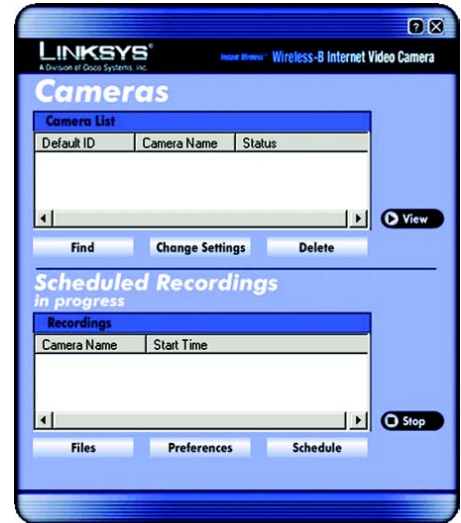 ? X
LINKSYS®
A Division of Cisco Systems, Inc.
Instant Wireless™ Wireless-B Internet Video Camera
Cameras
Camera List
Default ID Camera Name Status
View
Find Change Settings Delete
Scheduled Recordings
in progress
Recordings
Camera Name Start Time
Stop
Files Preferences Schedule